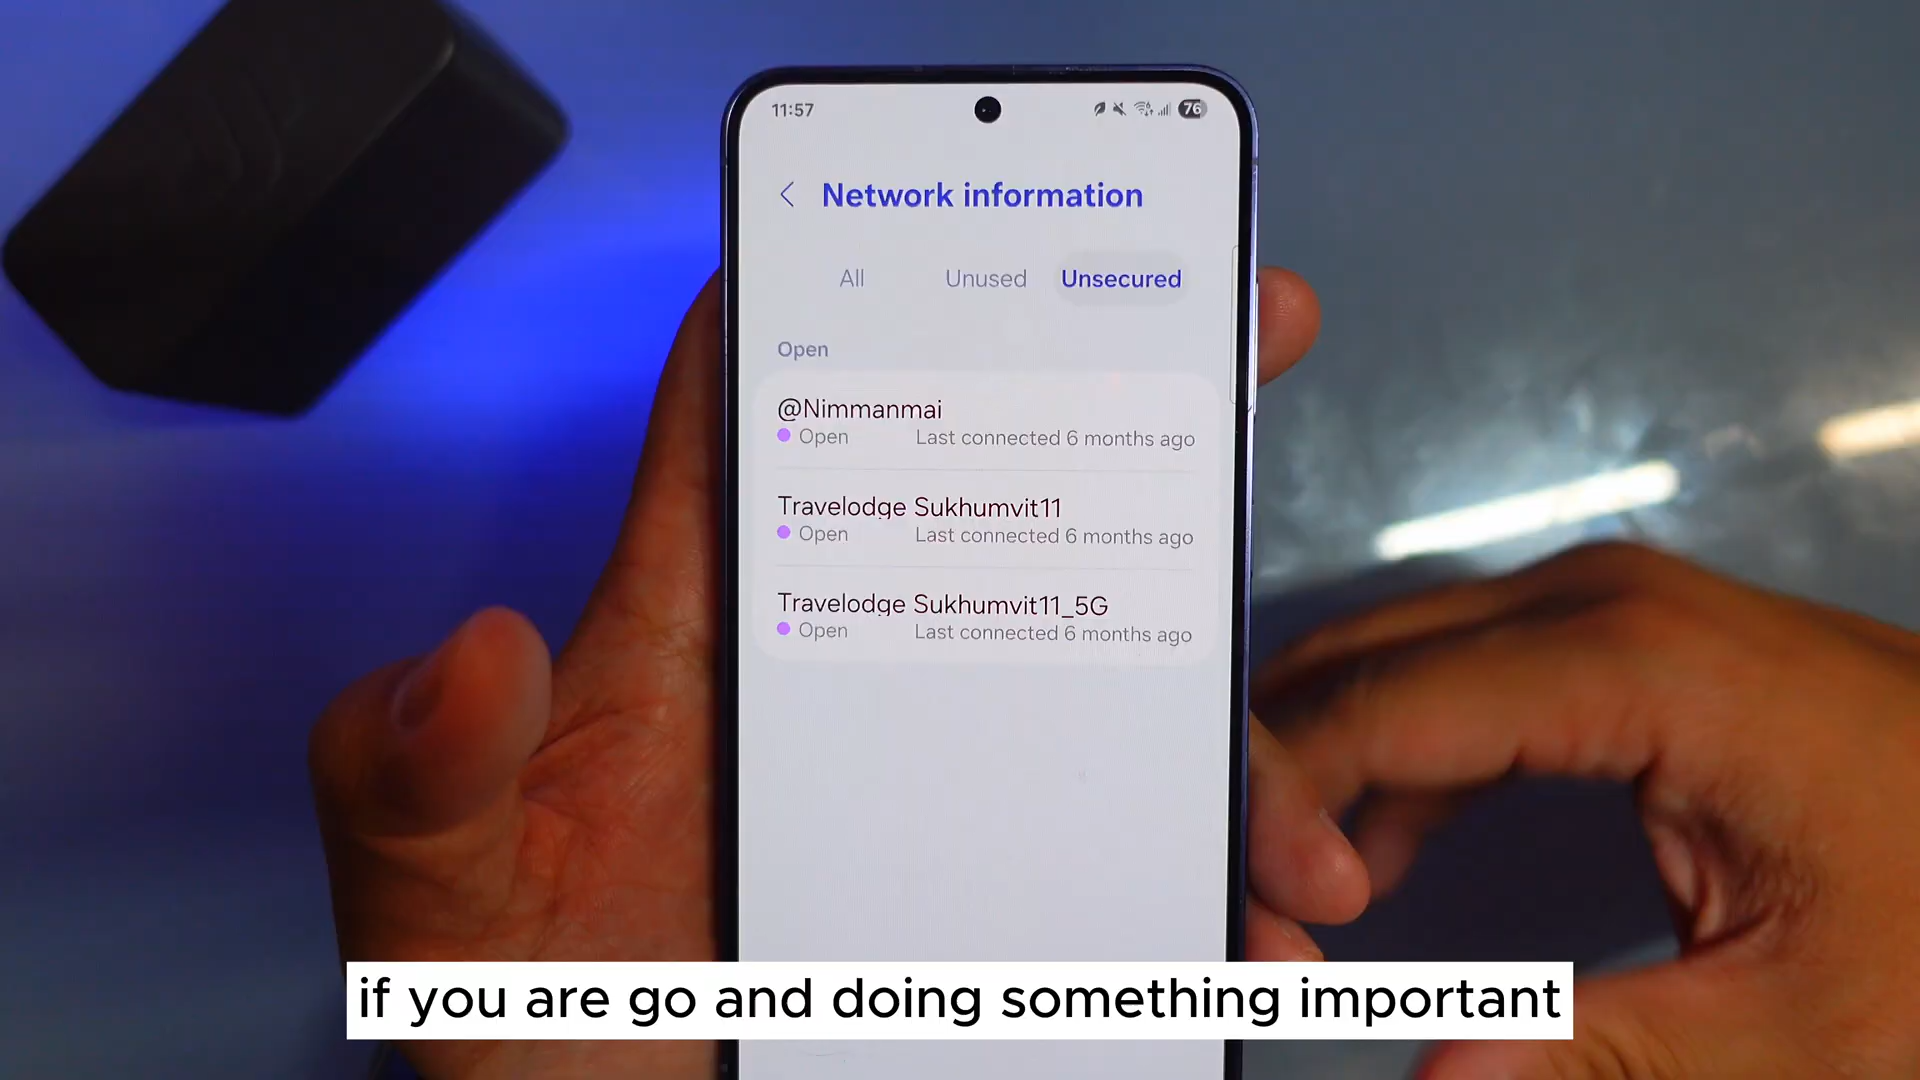 11:57
76
Network information
All Unused Unsecured
Open
@Nimmanmai
Open Last connected 6 months ago
Travelodge Sukhumvit11
Open Last connected 6 months ago
Travelodge Sukhumvit11_5G
Open Last connected 6 months ago
if you are go and doing something important